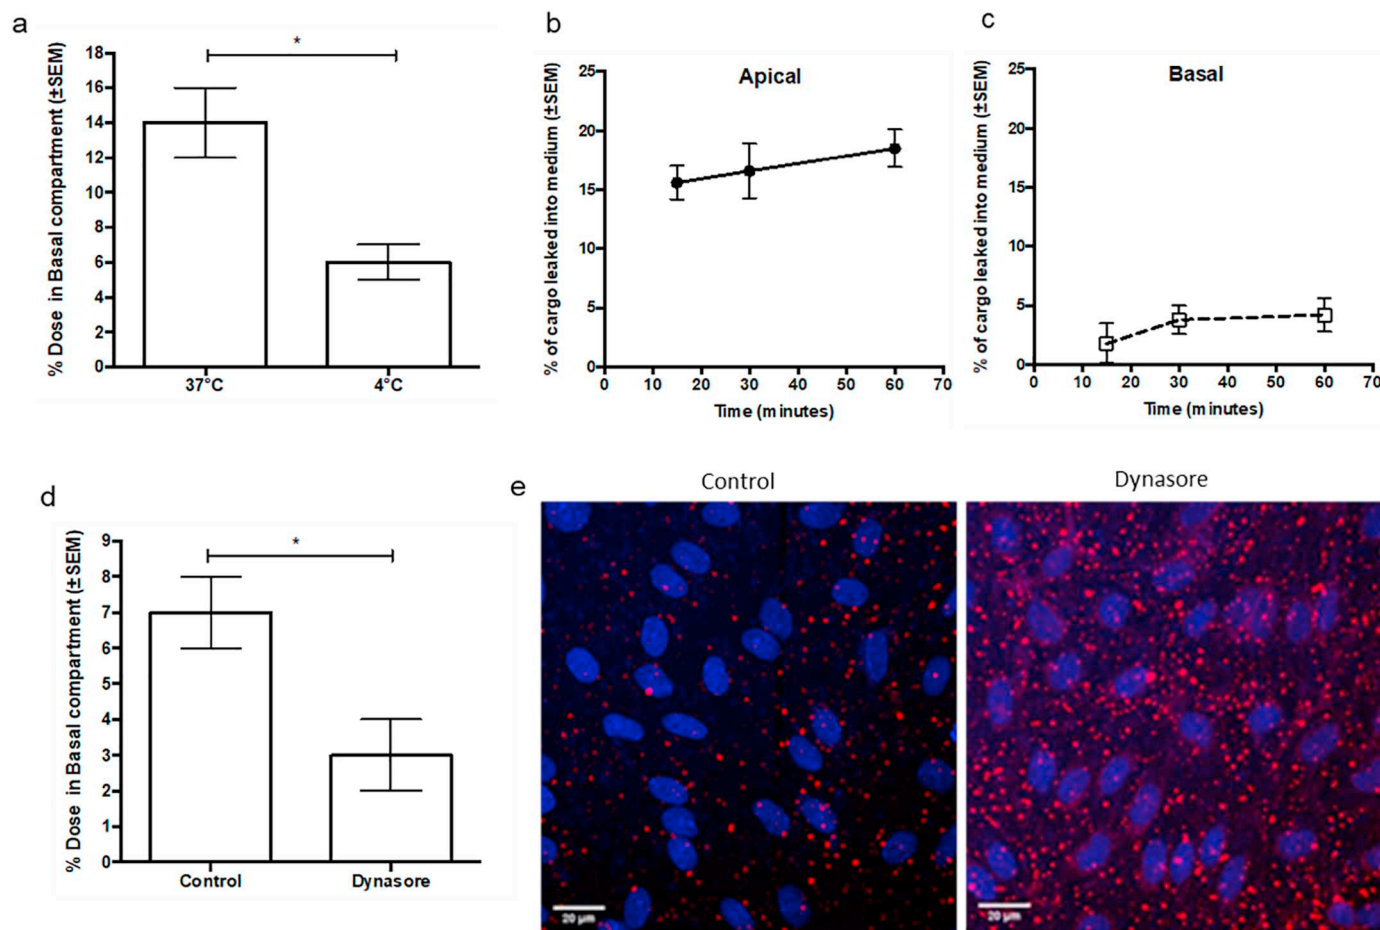 a
*
% Dose in Basal compartment (±SEM)
18
16
14
12
10
8
6
4
2
0
37°C
4°C
b
Apical
% of cargo leaked into medium (±SEM)
25
20
15
10
5
0
0 10 20 30 40 50 60 70
Time (minutes)
c
Basal
% of cargo leaked into medium (±SEM)
25
20
15
10
5
0
0 10 20 30 40 50 60 70
Time (minutes)
d
*
% Dose in Basal compartment (±SEM)
9
8
7
6
5
4
3
2
1
0
Control
Dynasore
e
Control
Dynasore
20 µm
20 µm